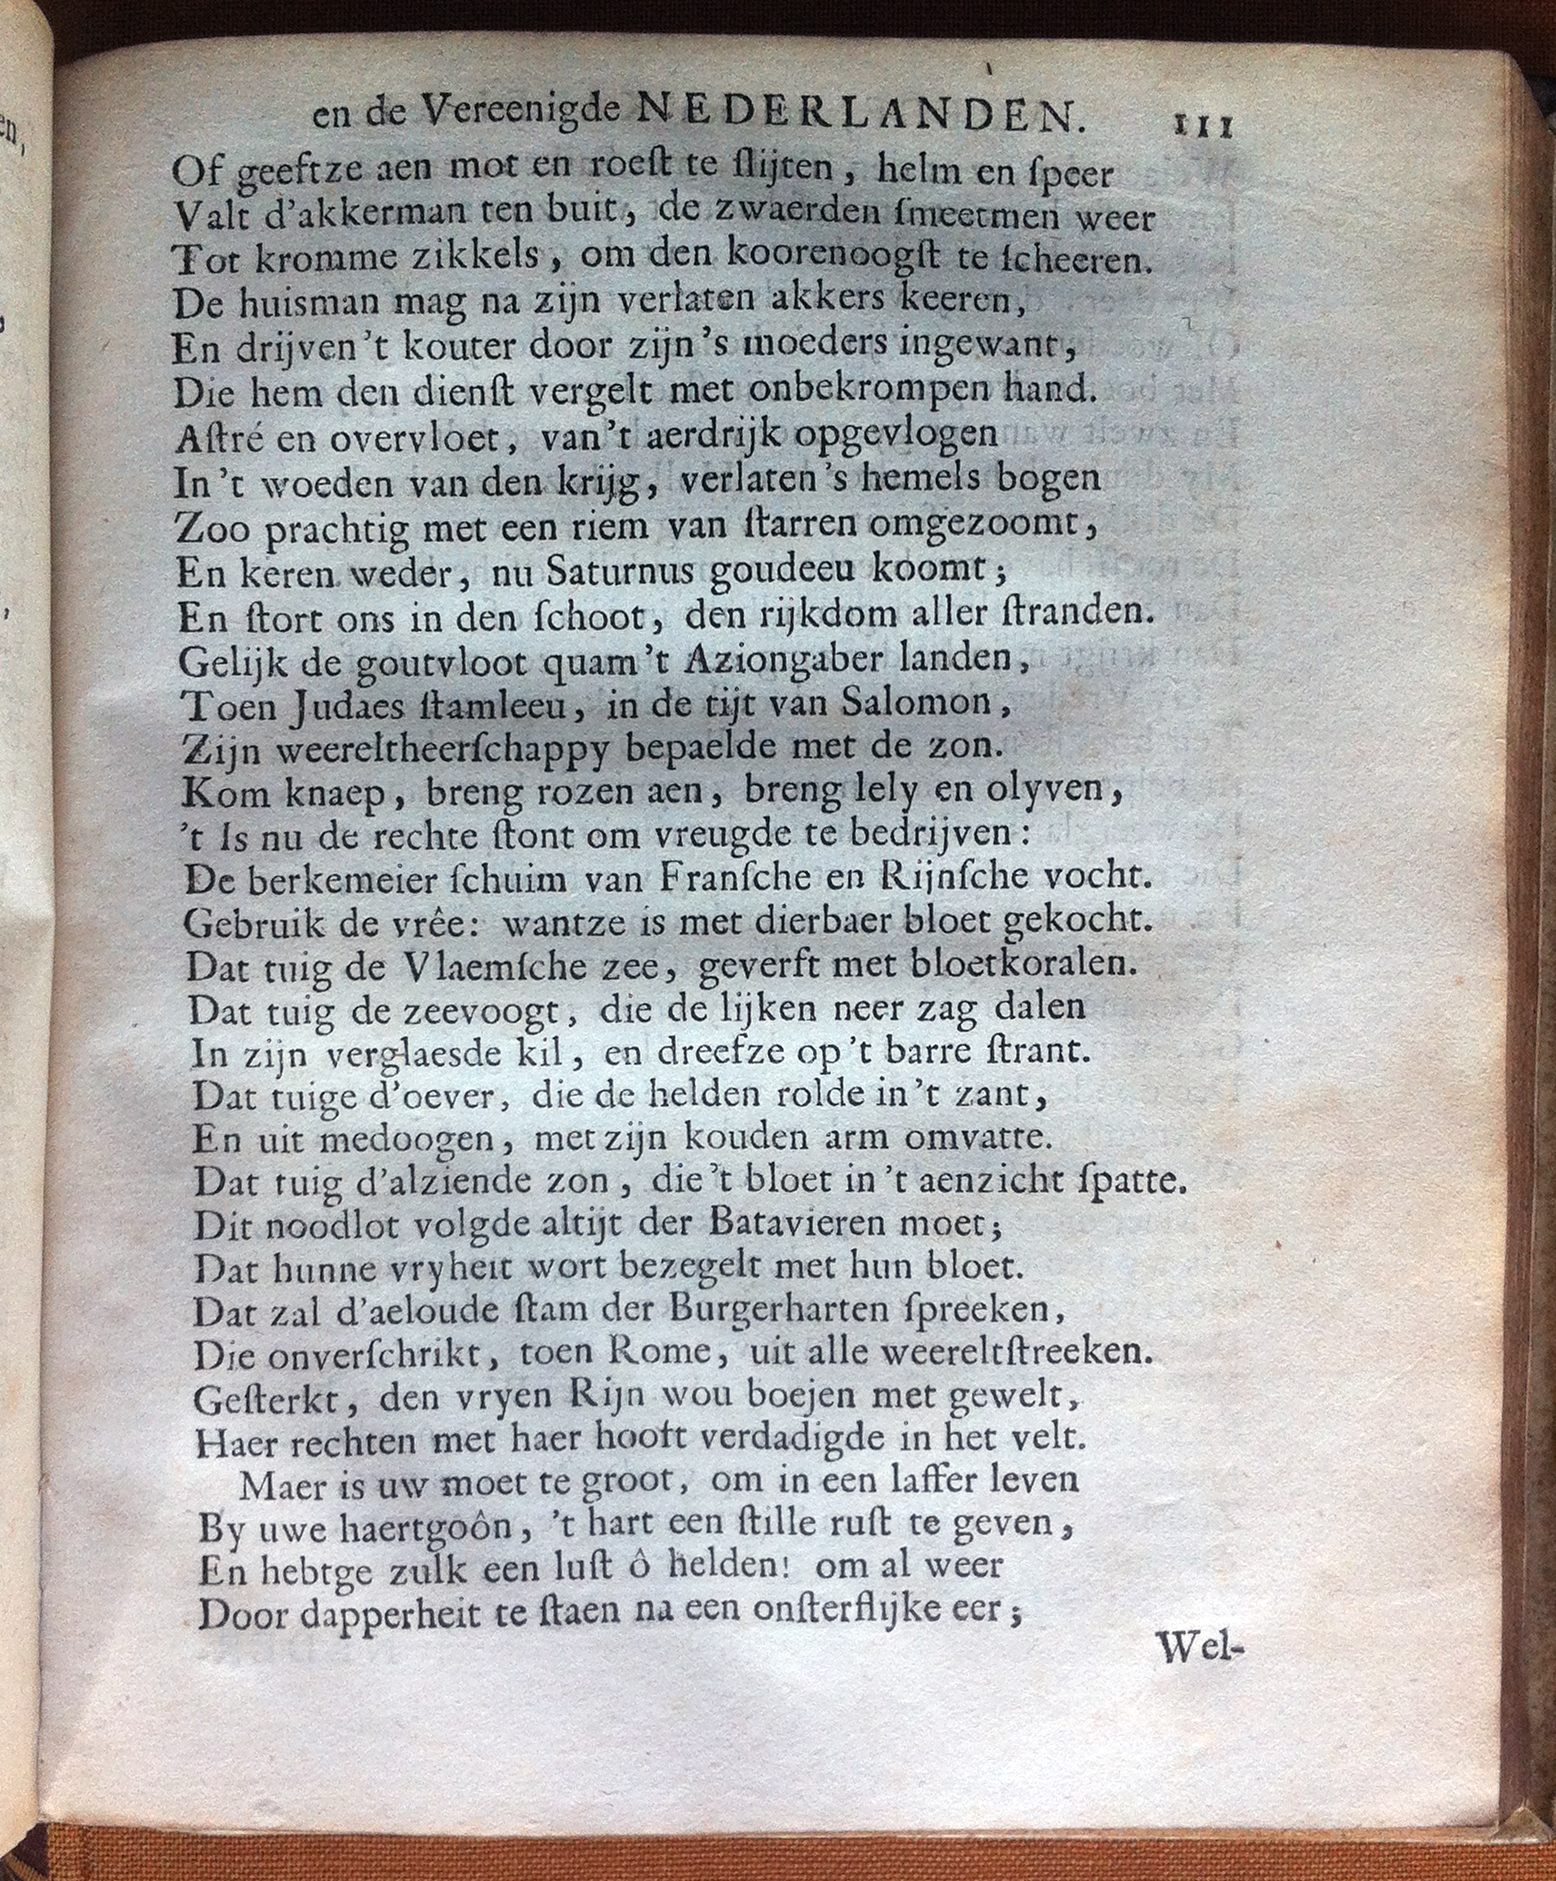 en de Vereenigde NEDERLANDEN. 111
Of geeftze aen mot en roeſt te ſlijten, helm en ſpeer
Valt d'akkerman ten buit, de zwaerden ſmeetmen weer
Tot kromme zikkels, om den koorenoogſt te ſcheeren.
De huisman mag na zijn verlaten akkers keeren,
En drijven 't kouter door zijn 's moeders ingewant,
Die hem den dienſt vergelt met onbekrompen hand.
Aſtré en overvloet, van 't aerdrijk opgevlogen
In 't woeden van den krijg, verlaten 's hemels bogen
Zoo prachtig met een riem van ſtarren omgezoomt,
En keren weder, nu Saturnus goudeeu koomt;
En ſtort ons in den ſchoot, den rijkdom aller ſtranden.
Gelijk de goutvloot quam 't Aziongaber landen,
Toen Judaes ſtamleeu, in de tijt van Salomon,
Zijn weereltheerſchappy bepaelde met de zon.
Kom knaep, breng rozen aen, breng lely en olyven,
't Is nu de rechte ſtont om vreugde te bedrijven:
De berkemeier ſchuim van Franſche en Rijnſche vocht.
Gebruik de vrêe: wantze is met dierbaer bloet gekocht.
Dat tuig de Vlaemſche zee, geverft met bloetkoralen.
Dat tuig de zeevoogt, die de lijken neer zag dalen
In zijn verglaesde kil, en dreefze op 't barre ſtrant.
Dat tuige d'oever, die de helden rolde in 't zant,
En uit medoogen, met zijn kouden arm omvatte.
Dat tuig d'alziende zon, die 't bloet in 't aenzicht ſpatte.
Dit noodlot volgde altijt der Batavieren moet;
Dat hunne vryheit wort bezegelt met hun bloet.
Dat zal d'aeloude ſtam der Burgerharten ſpreeken,
Die onverſchrikt, toen Rome, uit alle weereltſtreeken.
Geſterkt, den vryen Rijn wou boejen met gewelt,
Haer rechten met haer hooft verdadigde in het velt.
Maer is uw moet te groot, om in een laffer leven
By uwe haertgoôn, 't hart een ſtille ruſt te geven,
En hebtge zulk een luſt ô helden! om al weer
Door dapperheit te ſtaen na een onſterflijke eer;
Wel-